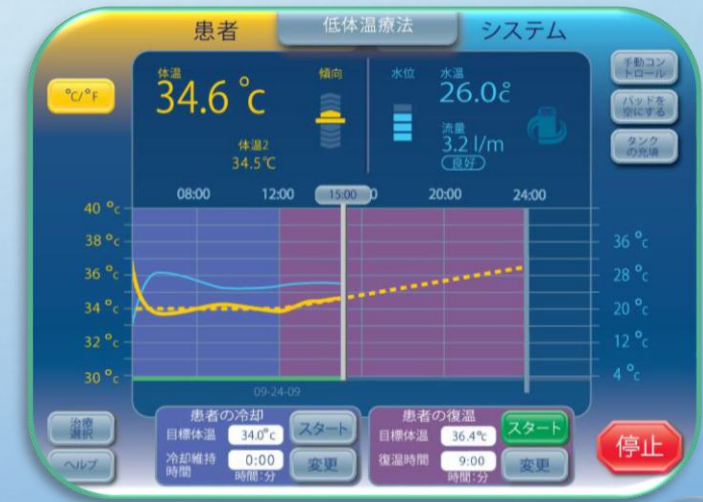 患者
低体温療法
システム
℃/°F
体温
34.6 °c
傾向
体温2
34.5℃
水位
水温
26.0c
流量
3.2 l/m
良好
手動コン
トロール
パッドを
空にする
タンク
の充填
08:00 12:00 15:00 0 20:00 24:00
40 °c
38 °c
36 °c
34 °c
32 °c
30 °c
36 °c
28 °c
20 °c
12 °c
4 °c
09-24-09
治療
選択
ヘルプ
患者の冷却
目標体温 34.0°c スタート
冷却維持
時間 0:00 変更
時間:分
患者の復温
目標体温 36.4°c スタート
復温時間 9:00 変更
時間:分
停止